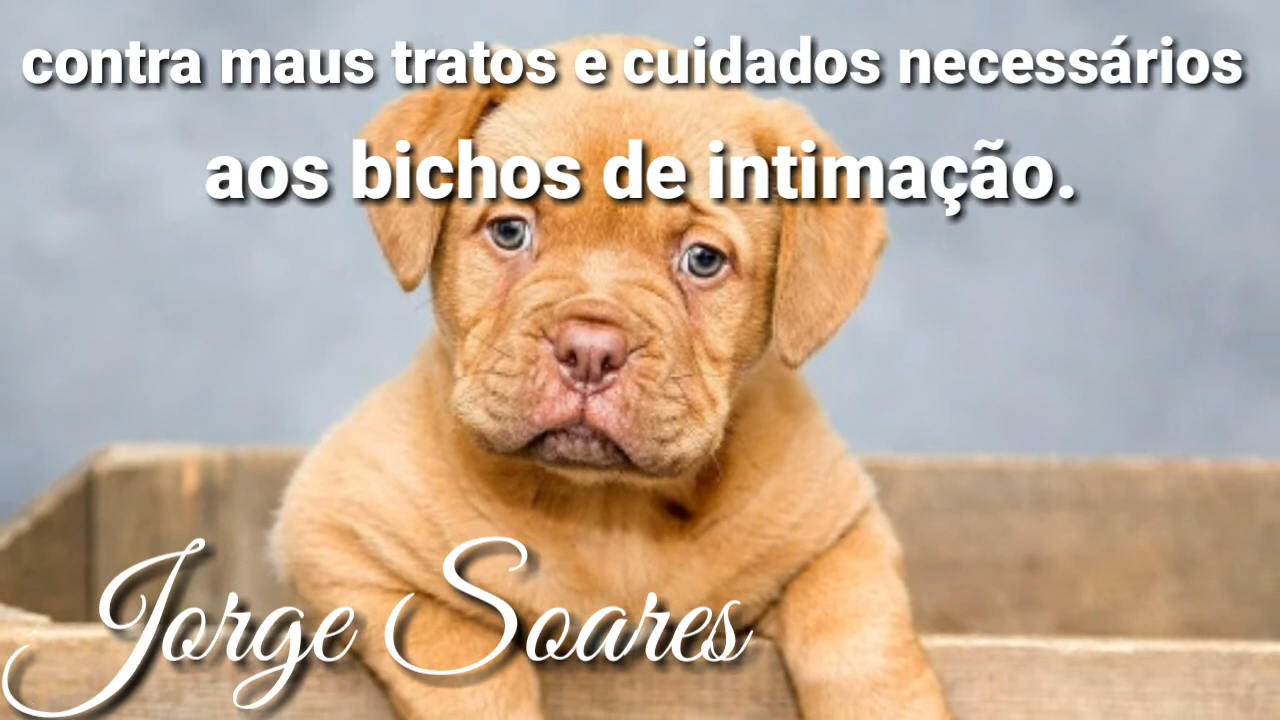 contra maus tratos e cuidados necessários
aos bichos de intimação.
Jorge Soares